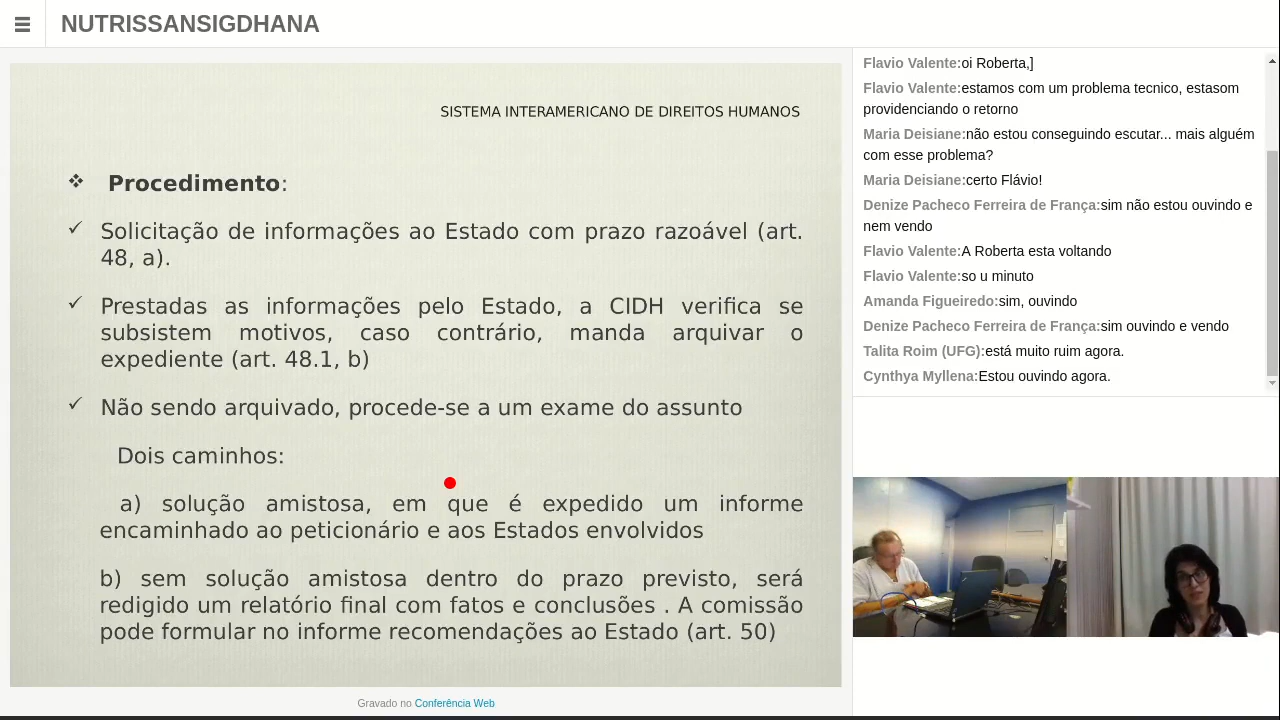 NUTRISSANSIGDHANA
SISTEMA INTERAMERICANO DE DIREITOS HUMANOS
Procedimento:
Solicitação de informações ao Estado com prazo razoável (art.
48, a).
Prestadas as informações pelo Estado, a CIDH verifica se
subsistem motivos, caso contrário, manda arquivar o
expediente (art. 48.1, b)
Não sendo arquivado, procede-se a um exame do assunto
Dois caminhos:
a) solução amistosa, em que é expedido um informe
encaminhado ao peticionário e aos Estados envolvidos
b) sem solução amistosa dentro do prazo previsto, será
redigido um relatório final com fatos e conclusões . A comissão
pode formular no informe recomendações ao Estado (art. 50)
Gravado no Conferência Web
Flavio Valente:oi Roberta,]
Flavio Valente:estamos com um problema tecnico, estasom
providenciando o retorno
Maria Deisiane:não estou conseguindo escutar... mais alguém
com esse problema?
Maria Deisiane:certo Flávio!
Denize Pacheco Ferreira de França:sim não estou ouvindo e
nem vendo
Flavio Valente:A Roberta esta voltando
Flavio Valente:so u minuto
Amanda Figueiredo:sim, ouvindo
Denize Pacheco Ferreira de França:sim ouvindo e vendo
Talita Roim (UFG):está muito ruim agora.
Cynthya Myllena:Estou ouvindo agora.